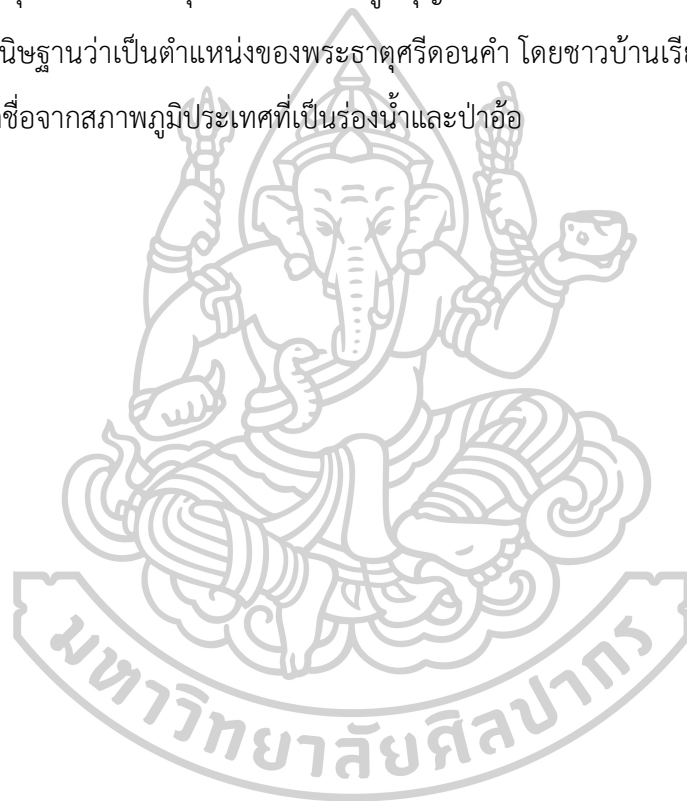 นิษฐานว่าเป็นตำแหน่งของพระธาตุศรีดอนคำ โดยชาวบ้านเรีย
ชื่อจากสภาพภูมิประเทศที่เป็นร่องน้ำและป่าอ้อ
มหาวิทยาลัยศิลปากร